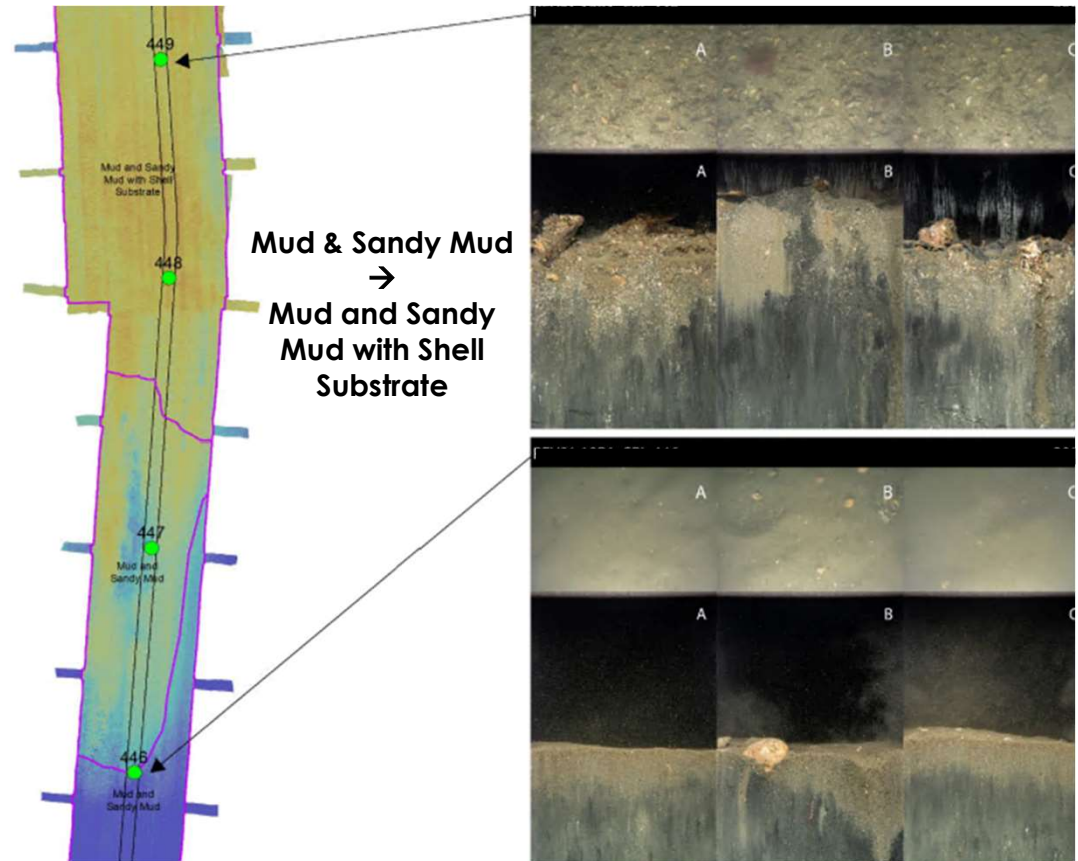 449
Mud and Sandy
Mud with Shell
Substrate
448
447
Mud and
Sandy Mud
446
Mud and
Sandy Mud
Mud & Sandy Mud
→
Mud and Sandy
Mud with Shell
Substrate
A B C
A B C
A B C
A B C